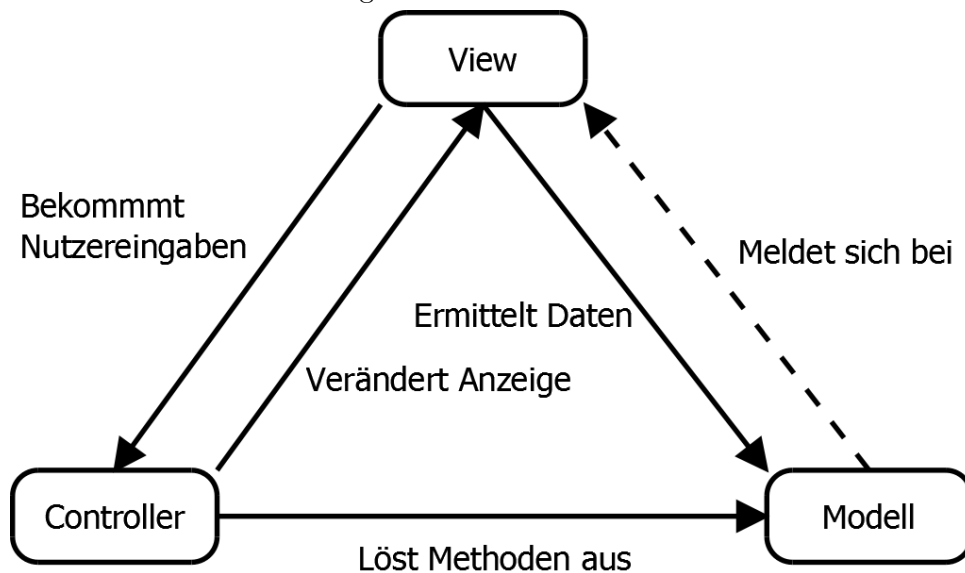 View
Bekommmt
Nutzereingaben
Meldet sich bei
Ermittelt Daten
Verändert Anzeige
Controller
Modell
Löst Methoden aus